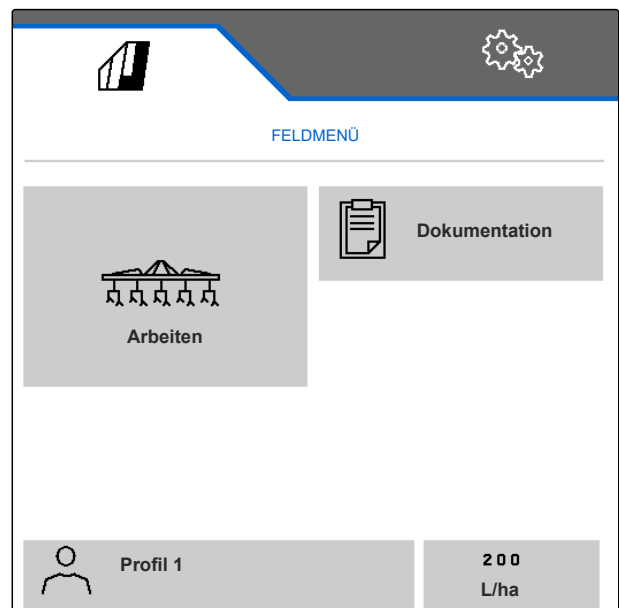 FELDMENÜ
Dokumentation
Arbeiten
Profil 1
200
L/ha